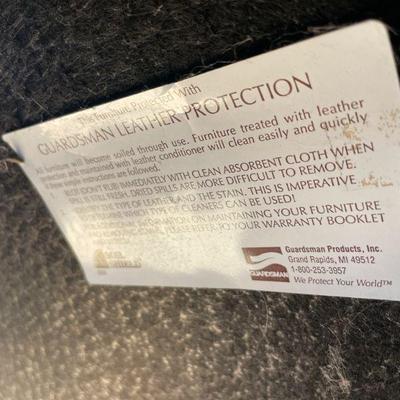 This Furniture Protected With
GUARDSMAN LEATHER PROTECTION
All furniture will become soiled through use. Furniture treated with leather
protection and maintained with leather conditioner will clean easily and quickly
if these simple instructions are followed.
BLOT DON'T RUB IMMEDIATELY WITH CLEAN ABSORBENT CLOTH WHEN
SPILL IS STILL FRESH. DRIED SPILLS ARE MORE DIFFICULT TO REMOVE.
TYPE OF LEATHER AND THE STAIN. THIS IS IMPERATIVE
CLEANERS CAN BE USED!
INFORMATION ON MAINTAINING YOUR FURNITURE
PLEASE REFER TO YOUR WARRANTY BOOKLET
Guardsman Products, Inc.
Grand Rapids, MI 49512
1-800-253-3957
We Protect Your World™
GUARDSMAN